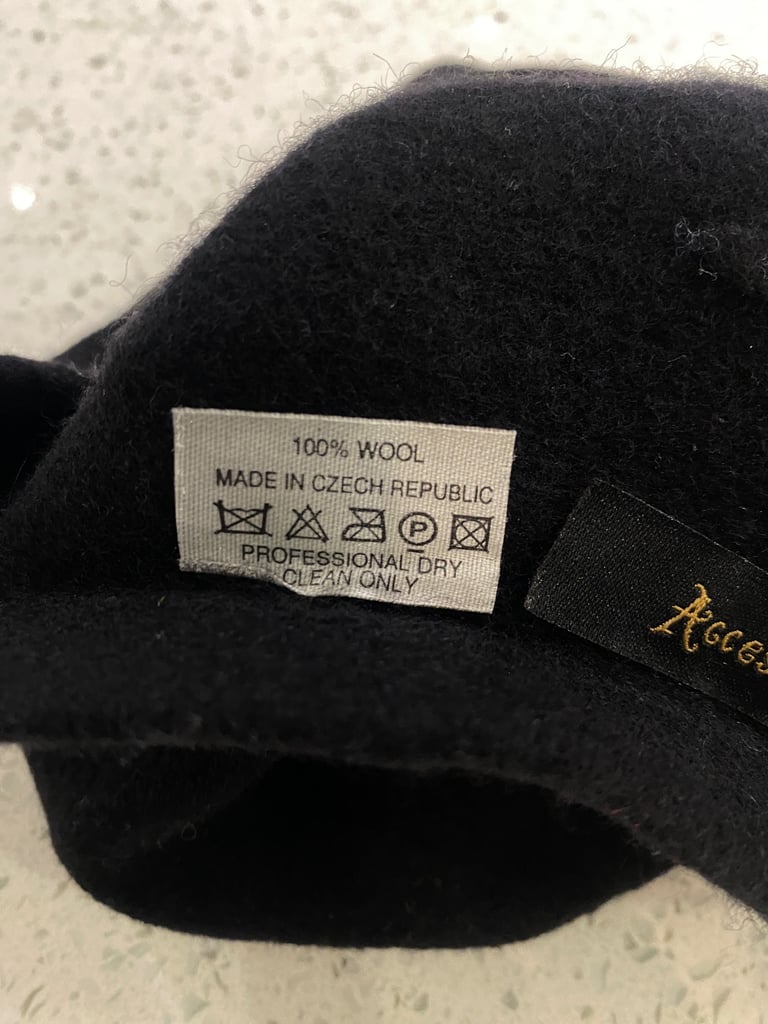 100% WOOL
MADE IN CZECH REPUBLIC
P
PROFESSIONAL DRY
CLEAN ONLY